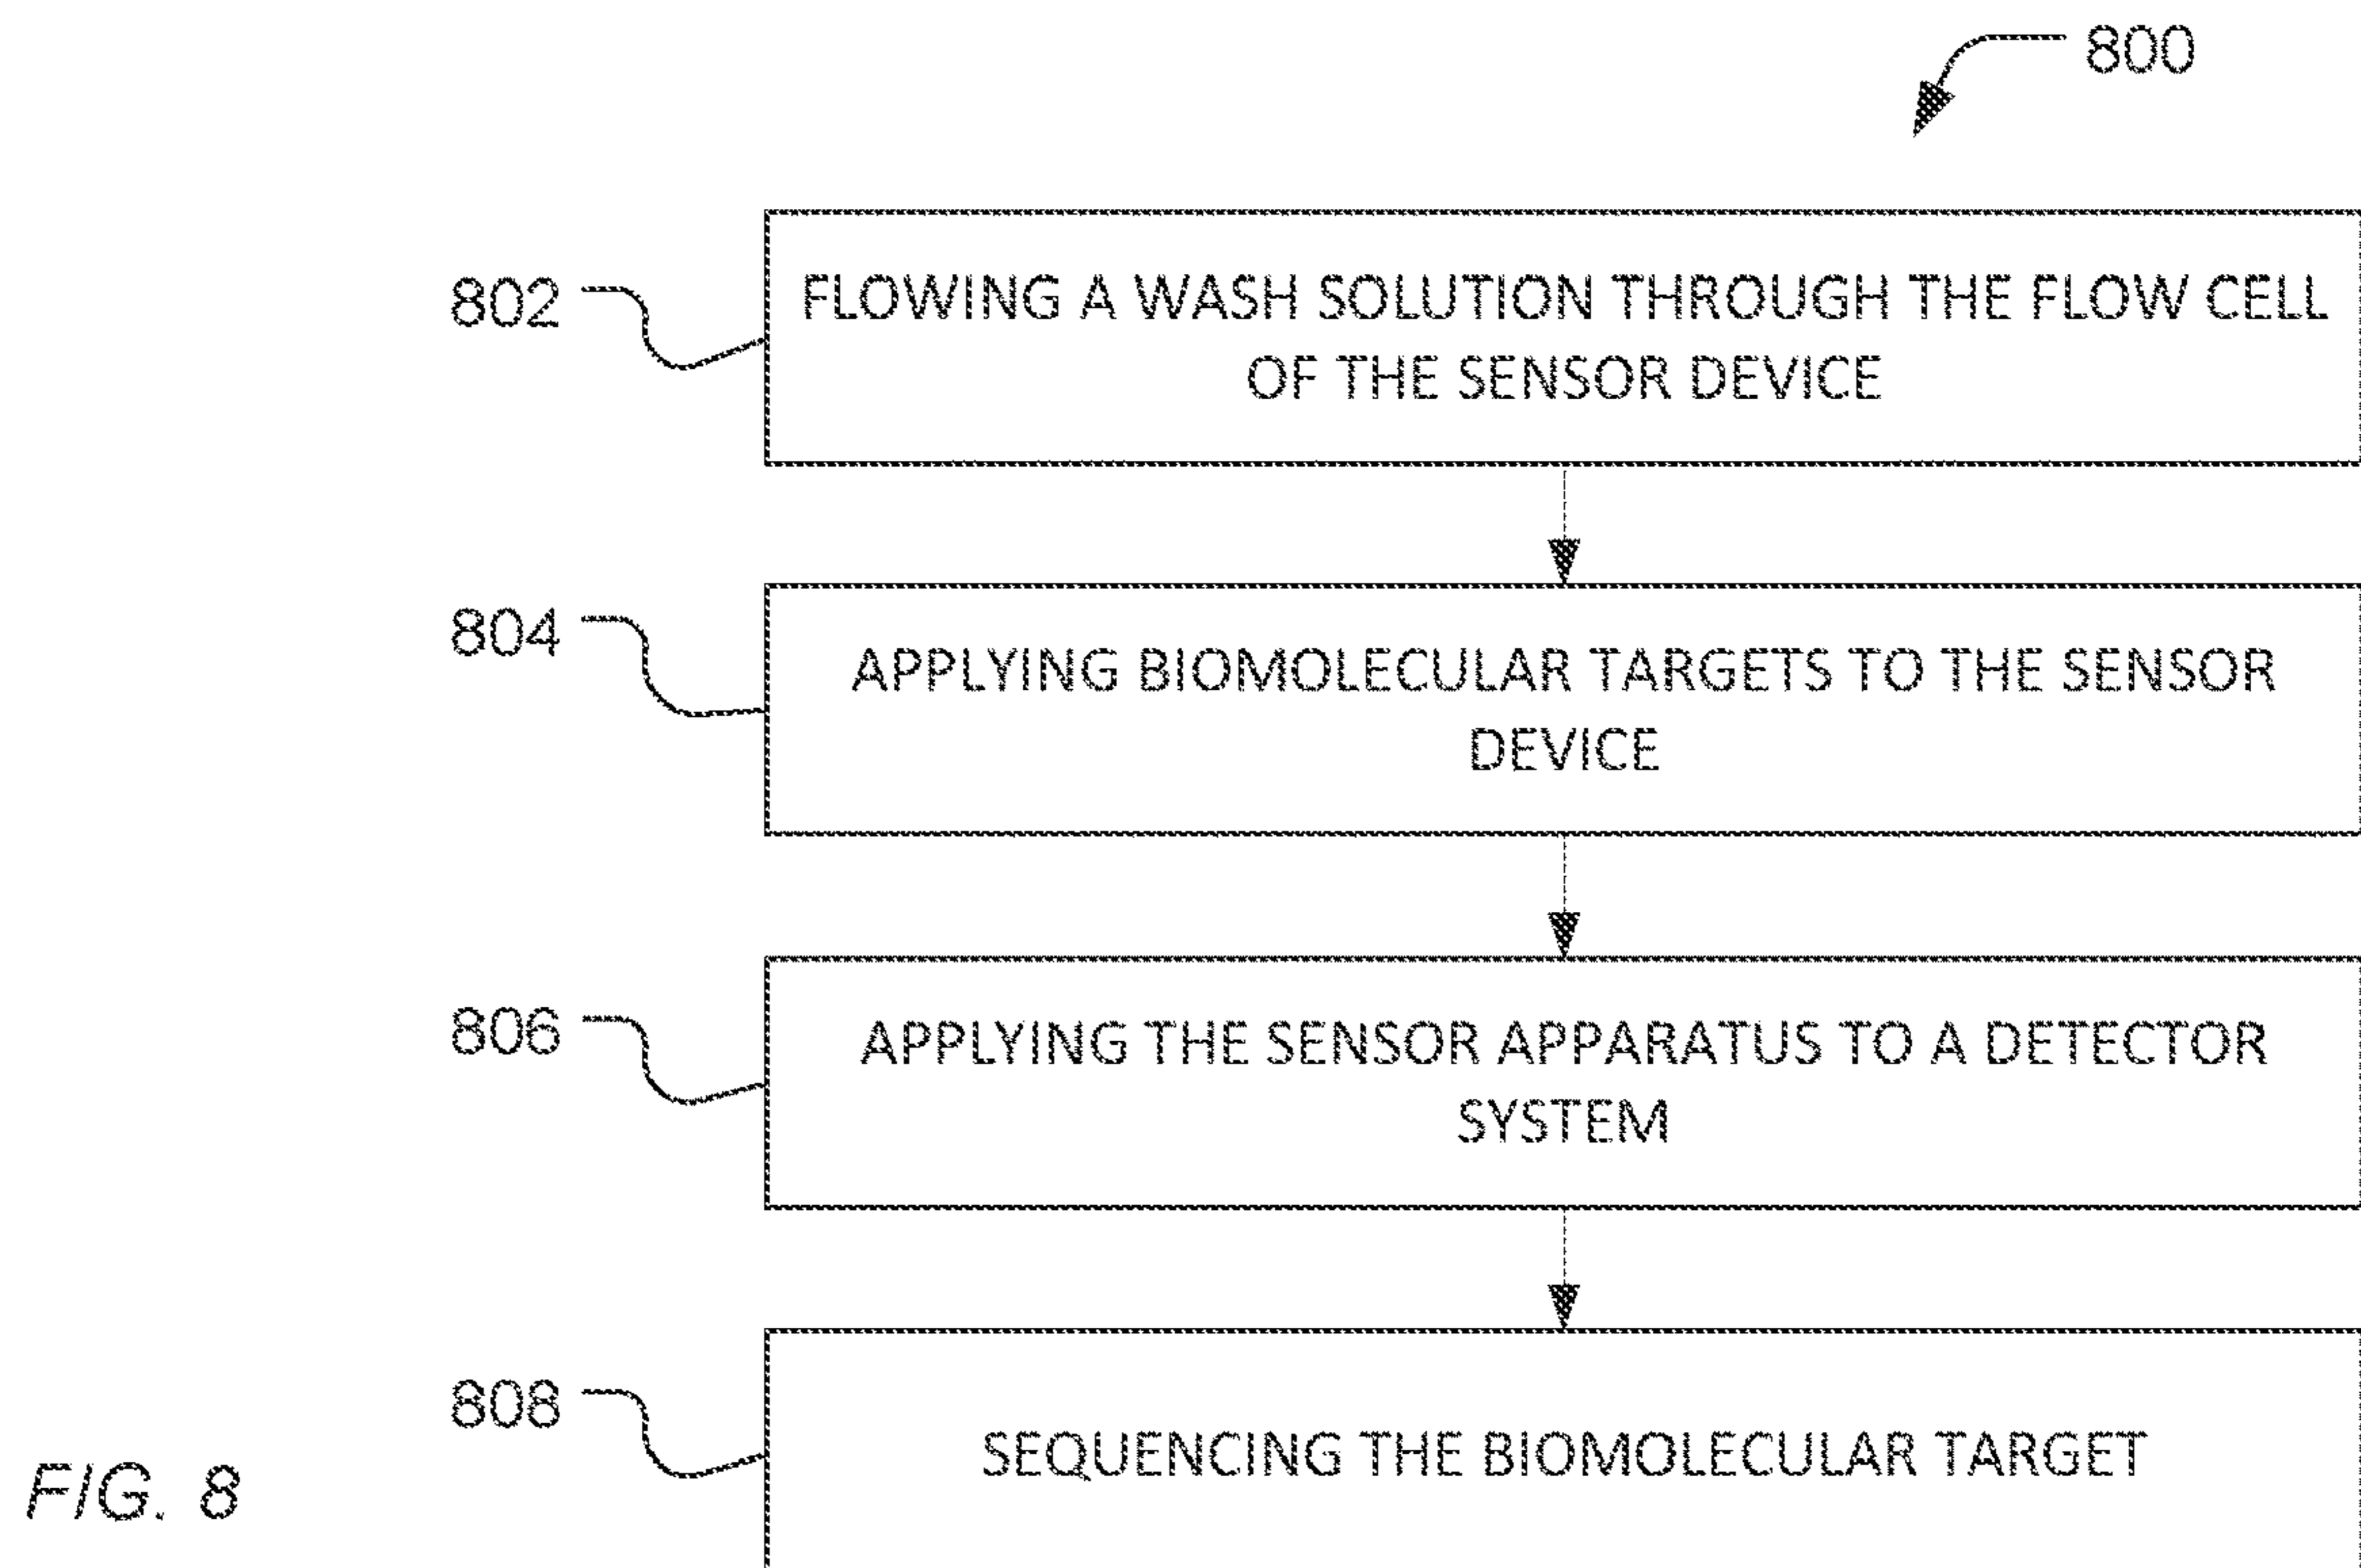 800
802
FLOWING A WASH SOLUTION THROUGH THE FLOW CELL
OF THE SENSOR DEVICE
804
APPLYING BIOMOLECULAR TARGETS TO THE SENSOR
DEVICE
806
APPLYING THE SENSOR APPARATUS TO A DETECTOR
SYSTEM
808
SEQUENCING THE BIOMOLECULAR TARGET
FIG. 8